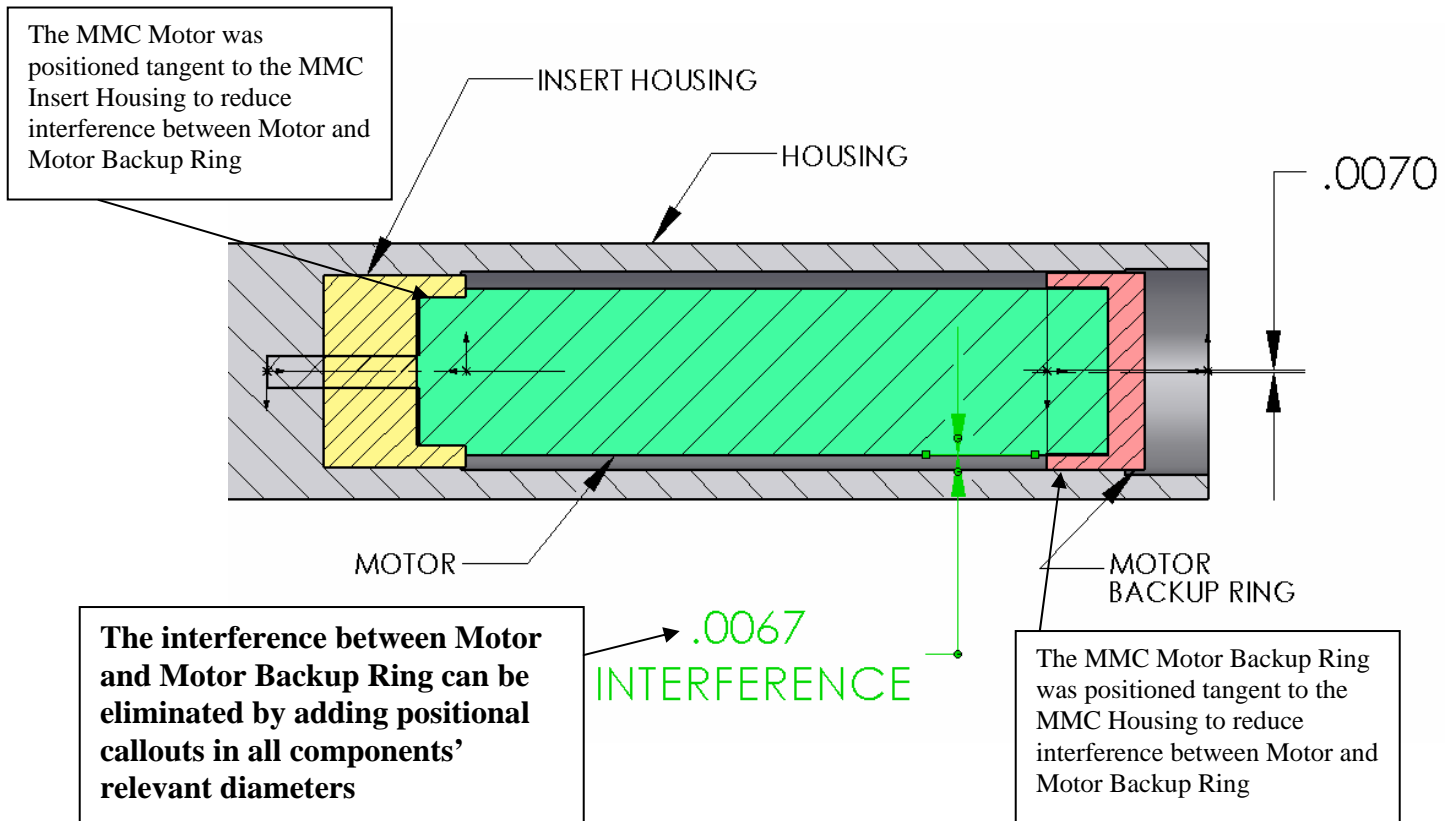 The MMC Motor was
positioned tangent to the MMC
Insert Housing to reduce
interference between Motor and
Motor Backup Ring
INSERT HOUSING
HOUSING
.0070
MOTOR
MOTOR
BACKUP RING
.0067
INTERFERENCE
The interference between Motor
and Motor Backup Ring can be
eliminated by adding positional
callouts in all components’
relevant diameters
The MMC Motor Backup Ring
was positioned tangent to the
MMC Housing to reduce
interference between Motor and
Motor Backup Ring